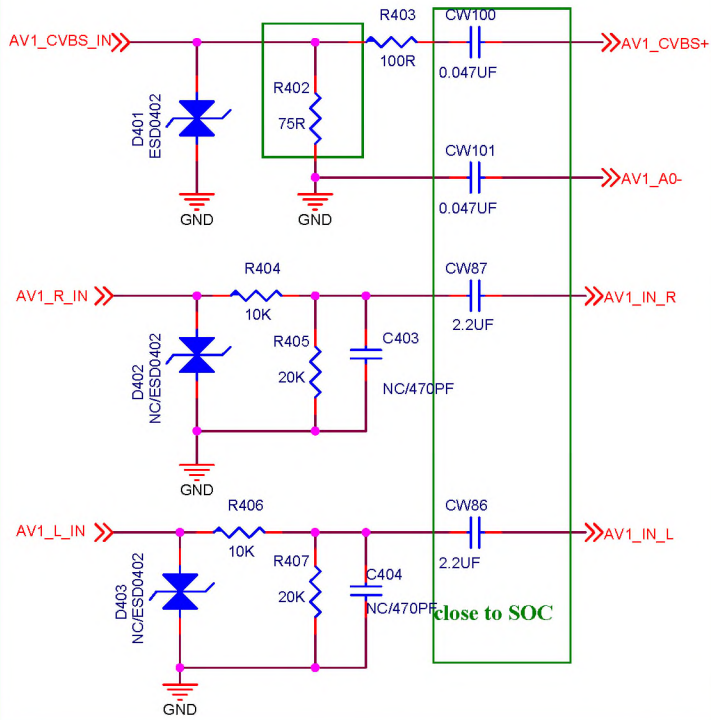 R403
CW100
AV1_CVBS_IN
AV1_CVBS+
100R
0.047UF
R402
75R
D401
ESD0402
CW101
AV1_A0-
0.047UF
GND
GND
R404
CW87
AV1_R_IN
AV1_IN_R
10K
2.2UF
R405
C403
20K
NC/470PF
D402
NC/ESD0402
GND
R406
CW86
AV1_L_IN
AV1_IN_L
10K
2.2UF
R407
C404
20K
NC/470PF
D403
NC/ESD0402
close to SOC
GND